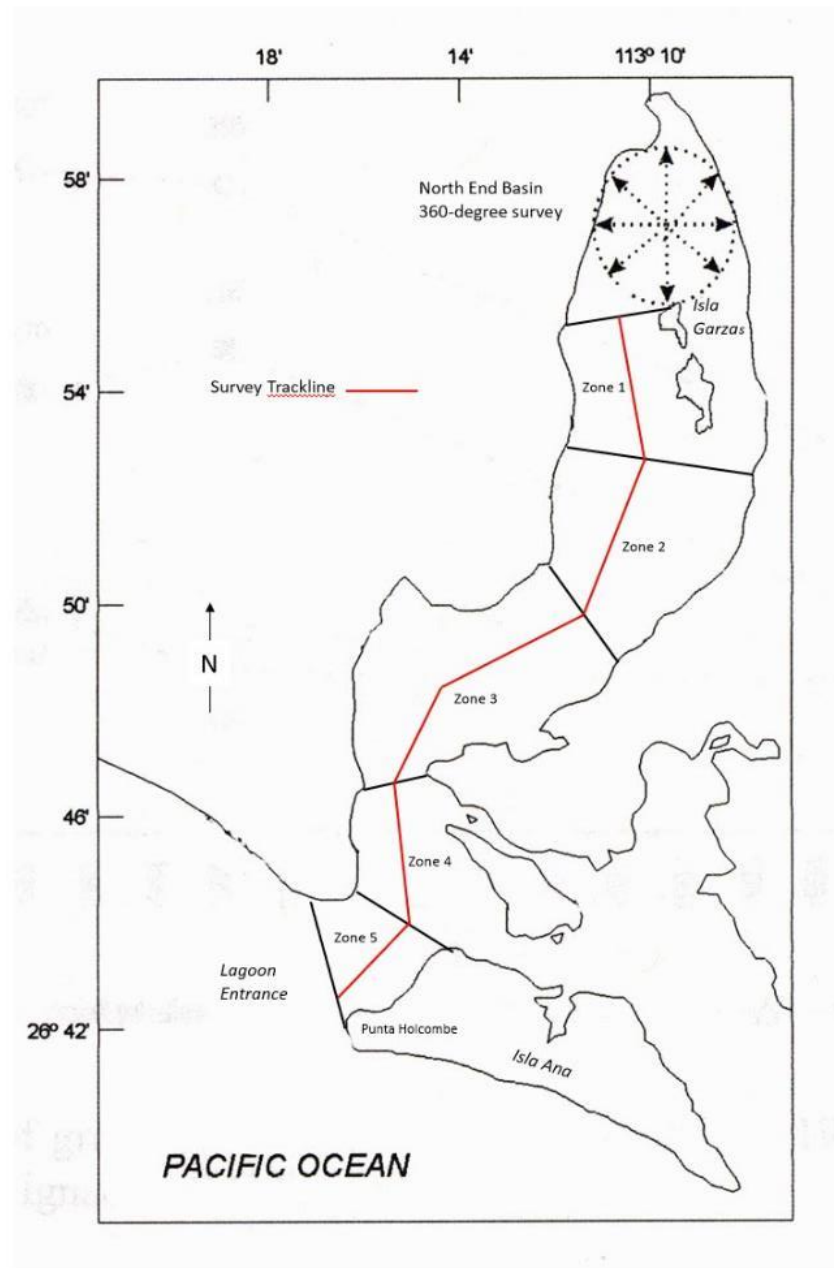 18'
14'
113º 10'
58'
North End Basin
360-degree survey
Isla
Garzas
54'
Survey Trackline
Zone 1
Zone 2
50'
N
Zone 3
46'
Zone 4
Zone 5
Lagoon
Entrance
26º 42'
Punta Holcombe
Isla Ana
PACIFIC OCEAN